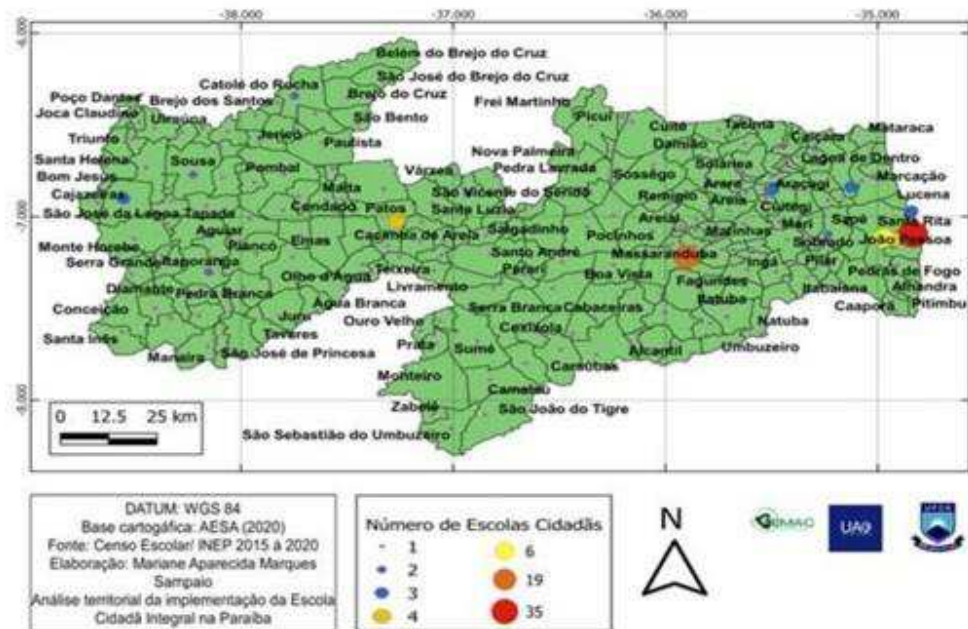 -38.000 -37.000 -36.000 -35.000
-6.000
Belém do Brejo do Cruz
Catolé do Rocha
São José do Brejo do Cruz
Poço Dantas
Brejo dos Santos
Brejo do Cruz
Frei Martinho
Joca Claudino
Uiraúna
São Bento
Picuí
Cuité
Tacima
Caiçara
Mataraca
Triunfo
Jericó
Paulista
Damião
Nova Palmeira
Solânea
Lagoa de Dentro
Santa Helena
Sousa
Pombal
Várzea
Pedra Lavrada
Sossêgo
Arara
Araçagi
Marcação
Bom Jesus
Malta
São Vicente do Seridó
Remígio
Areia
Lucena
Cajazeiras
Condado
Patos
Santa Luzia
Cuitegi
Mari
Sapé
Santa Rita
-7.000
São José da Lagoa Tapada
Salgadinho
Areial
Aguiar
Cacimba de Areia
Pocinhos
Matinhas
Sobrado
João Pessoa
Monte Horebe
Piancó
Emas
Santo André
Massaranduba
Ingá
Pilar
Serra Grande
Itaporanga
Olho d'Água
Teixeira
Parari
Boa Vista
Fagundes
Pedras de Fogo
Diamante
Pedra Branca
Livramento
Itabaiana
Alhandra
Conceição
Água Branca
Serra Branca
Cabaceiras
Gatuba
Caaporã
Pitimbu
Juru
Ouro Velho
Natuba
Santa Inês
Tavares
Prata
Sumé
Alcantil
Umbuzeiro
Manaíra
São José de Princesa
Caraúbas
Monteiro
Camalaú
-8.000
Zabelê
São João do Tigre
0 12.5 25 km
São Sebastião do Umbuzeiro
DATUM: WGS 84
Base cartogáfica: AESA (2020)
Fonte: Censo Escolar/ INEP 2015 à 2020
Elaboração: Mariane Aparecida Marques
Sampaio
Análise territorial da implementação da Escola
Cidadã Integral na Paraíba
Número de Escolas Cidadãs
1
2
3
4
6
19
35
N